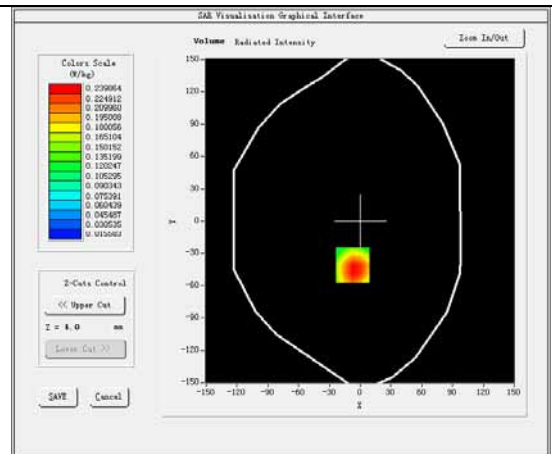 SAR Visualisation Graphical Interface
Volume Radiated Intensity
Zoom In/Out
Colors Scale
(W/kg)
0.239864
0.224912
0.209960
0.195008
0.180056
0.165104
0.150152
0.135199
0.120247
0.105295
0.090343
0.075391
0.060439
0.045487
0.030535
0.015583
150
120
90
60
30
0
-30
-60
-90
-120
-150
Y
-150 -120 -90 -60 -30 0 30 60 90 120 150
X
Z-Cuts Control
<< Upper Cut
Z = 4.0 mm
Lower Cut >>
SAVE Cancel